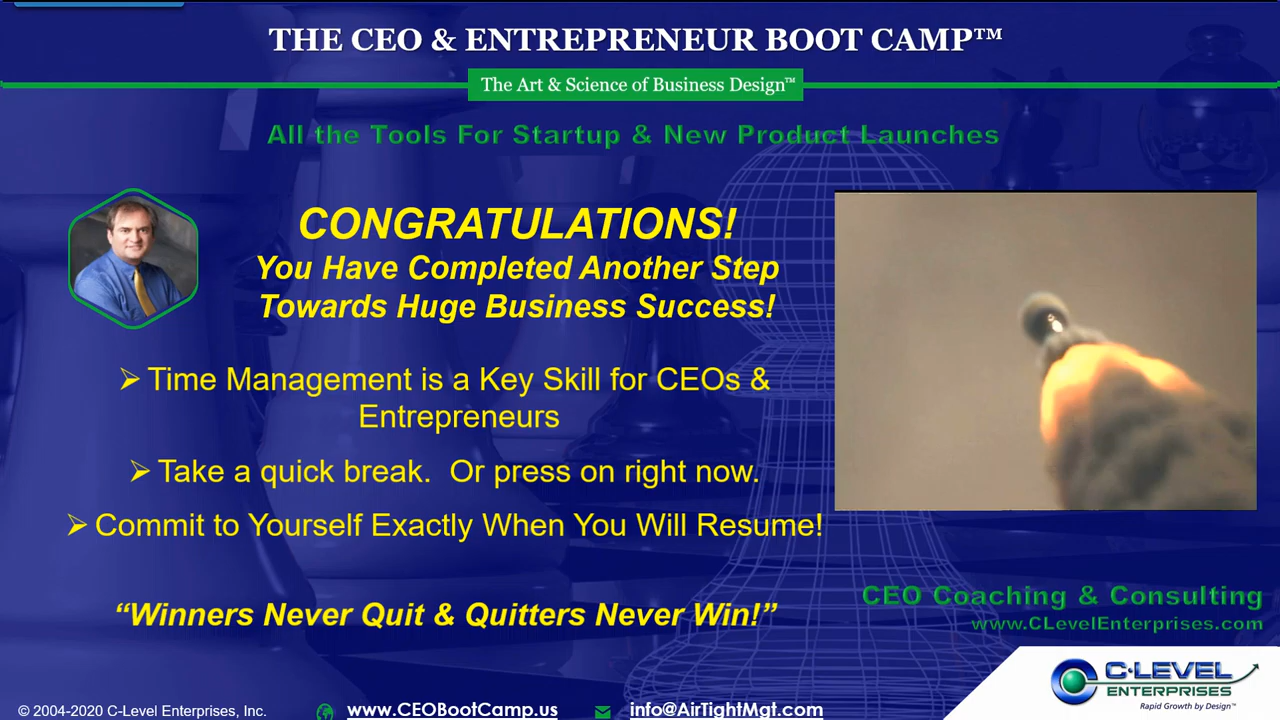 THE CEO & ENTREPRENEUR BOOT CAMP™
The Art & Science of Business Design™
All the Tools For Startup & New Product Launches
CONGRATULATIONS!
You Have Completed Another Step
Towards Huge Business Success!
➢ Time Management is a Key Skill for CEOs &
Entrepreneurs
➢ Take a quick break.  Or press on right now.
➢ Commit to Yourself Exactly When You Will Resume!
“Winners Never Quit & Quitters Never Win!”
CEO Coaching & Consulting
www.CLevelEnterprises.com
C-LEVEL
ENTERPRISES
Rapid Growth by Design™
© 2004-2020 C-Level Enterprises, Inc.
www.CEOBootCamp.us
info@AirTightMgt.com